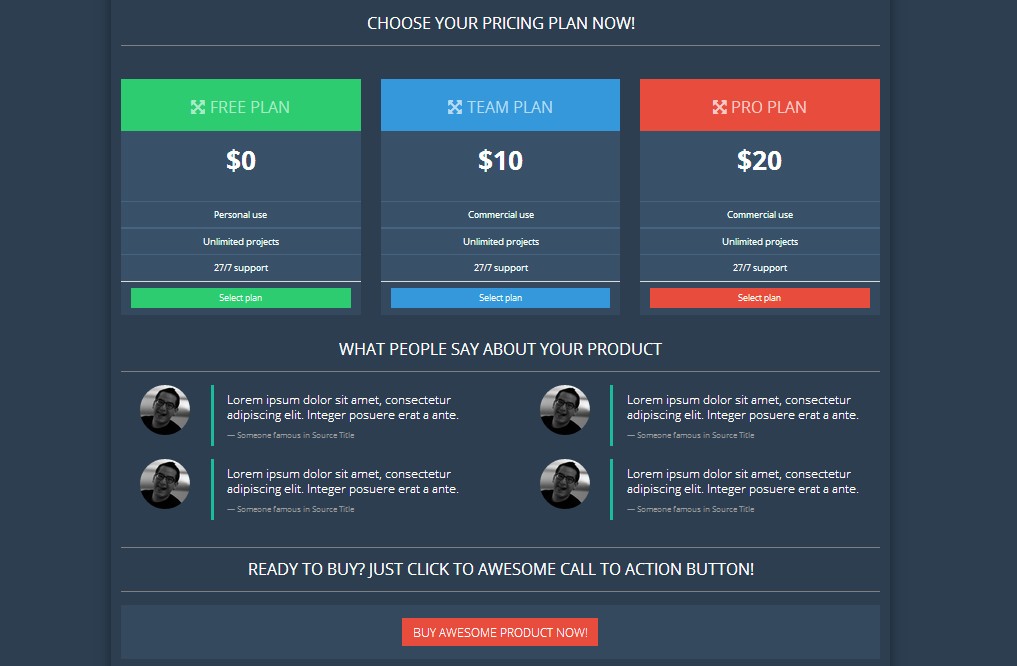 CHOOSE YOUR PRICING PLAN NOW!
FREE PLAN
$0
Personal use
Unlimited projects
27/7 support
Select plan
TEAM PLAN
$10
Commercial use
Unlimited projects
27/7 support
Select plan
PRO PLAN
$20
Commercial use
Unlimited projects
27/7 support
Select plan
WHAT PEOPLE SAY ABOUT YOUR PRODUCT
Lorem ipsum dolor sit amet, consectetur
adipiscing elit. Integer posuere erat a ante.
— Someone famous in Source Title
Lorem ipsum dolor sit amet, consectetur
adipiscing elit. Integer posuere erat a ante.
— Someone famous in Source Title
Lorem ipsum dolor sit amet, consectetur
adipiscing elit. Integer posuere erat a ante.
— Someone famous in Source Title
Lorem ipsum dolor sit amet, consectetur
adipiscing elit. Integer posuere erat a ante.
— Someone famous in Source Title
READY TO BUY? JUST CLICK TO AWESOME CALL TO ACTION BUTTON!
BUY AWESOME PRODUCT NOW!